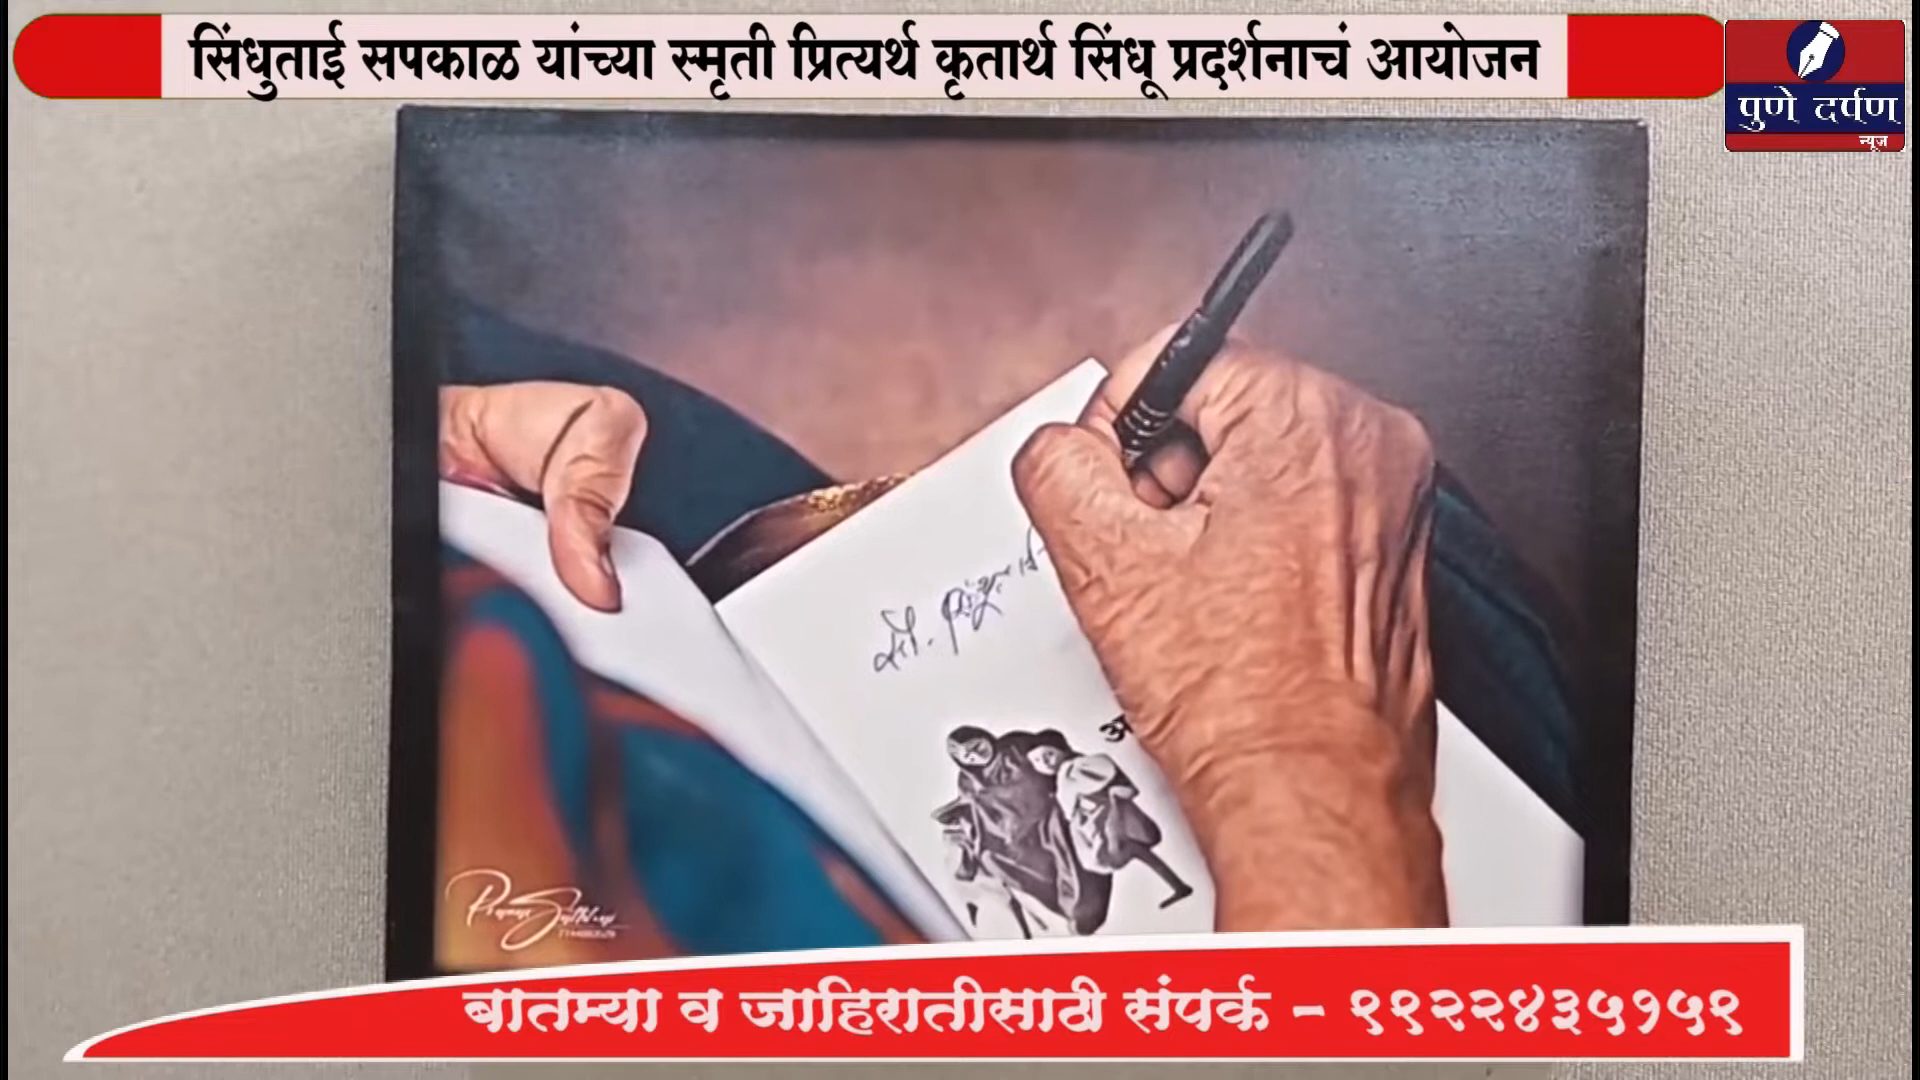 सिंधुताई सपकाळ यांच्या स्मृती प्रित्यर्थ कृतार्थ सिंधू प्रदर्शनाचं आयोजन
पुणे दर्पण
न्यूज
सौ. सिंधुताई
अ
बातम्या व जाहिरातीसाठी संपर्क - ९९२२४३५१५९